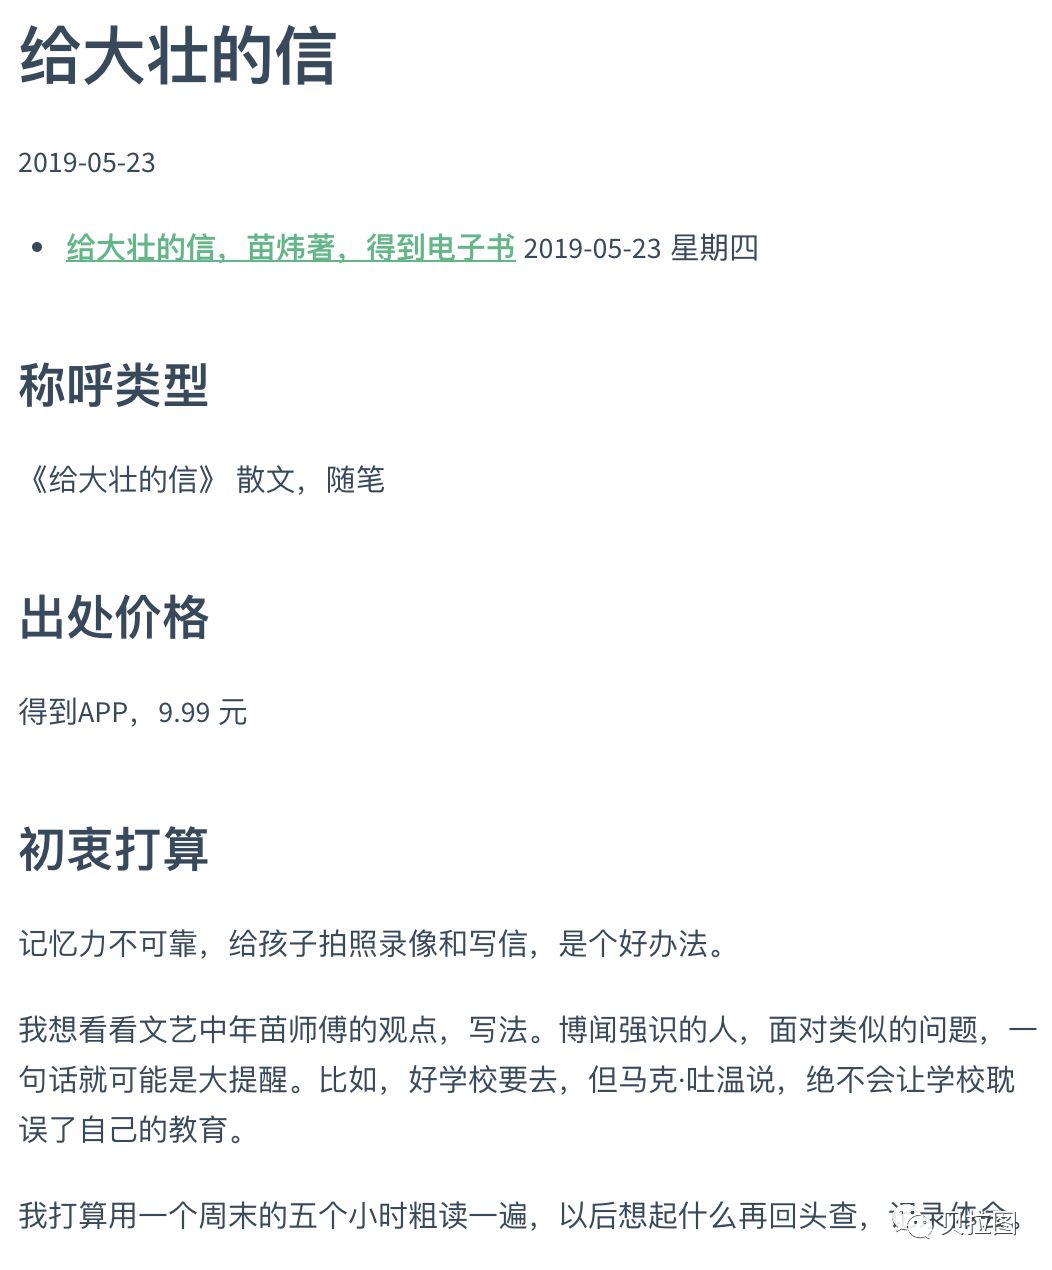 给大壮的信
2019-05-23
给大壮的信，苗炜著，得到电子书 2019-05-23 星期四
称呼类型
《给大壮的信》 散文，随笔
出处价格
得到APP，9.99 元
初衷打算
记忆力不可靠，给孩子拍照录像和写信，是个好办法。
我想看看文艺中年苗师傅的观点，写法。博闻强识的人，面对类似的问题，一
句话就可能是大提醒。比如，好学校要去，但马克·吐温说，绝不会让学校耽
误了自己的教育。
我打算用一个周末的五个小时粗读一遍，以后想起什么再回头查，记录体会。
贝拉图